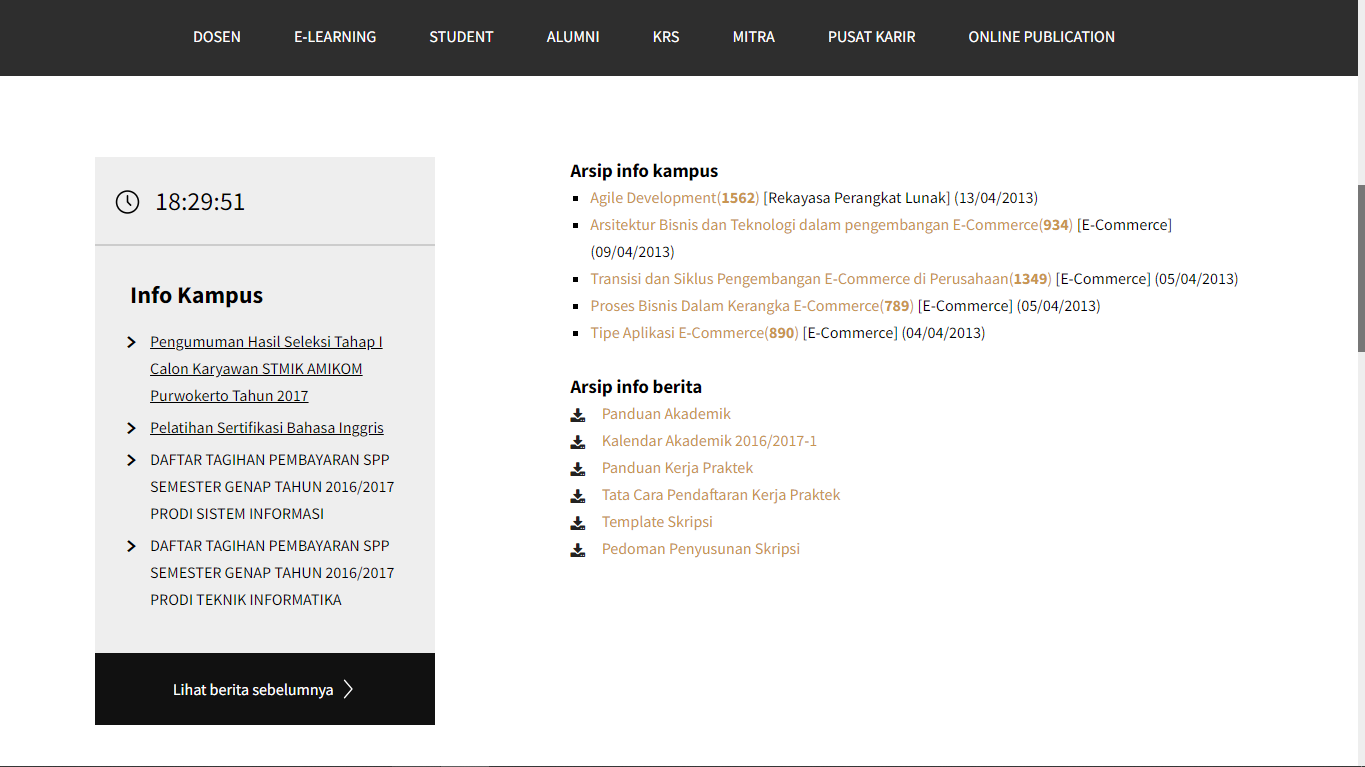 DOSEN E-LEARNING STUDENT ALUMNI KRS MITRA PUSAT KARIR ONLINE PUBLICATION
18:29:51
Info Kampus
Pengumuman Hasil Seleksi Tahap I
Calon Karyawan STMIK AMIKOM
Purwokerto Tahun 2017
Pelatihan Sertifikasi Bahasa Inggris
DAFTAR TAGIHAN PEMBAYARAN SPP
SEMESTER GENAP TAHUN 2016/2017
PRODI SISTEM INFORMASI
DAFTAR TAGIHAN PEMBAYARAN SPP
SEMESTER GENAP TAHUN 2016/2017
PRODI TEKNIK INFORMATIKA
Lihat berita sebelumnya
Arsip info kampus
Agile Development(1562) [Rekayasa Perangkat Lunak] (13/04/2013)
Arsitektur Bisnis dan Teknologi dalam pengembangan E-Commerce(934) [E-Commerce]
(09/04/2013)
Transisi dan Siklus Pengembangan E-Commerce di Perusahaan(1349) [E-Commerce] (05/04/2013)
Proses Bisnis Dalam Kerangka E-Commerce(789) [E-Commerce] (05/04/2013)
Tipe Aplikasi E-Commerce(890) [E-Commerce] (04/04/2013)
Arsip info berita
Panduan Akademik
Kalendar Akademik 2016/2017-1
Panduan Kerja Praktek
Tata Cara Pendaftaran Kerja Praktek
Template Skripsi
Pedoman Penyusunan Skripsi